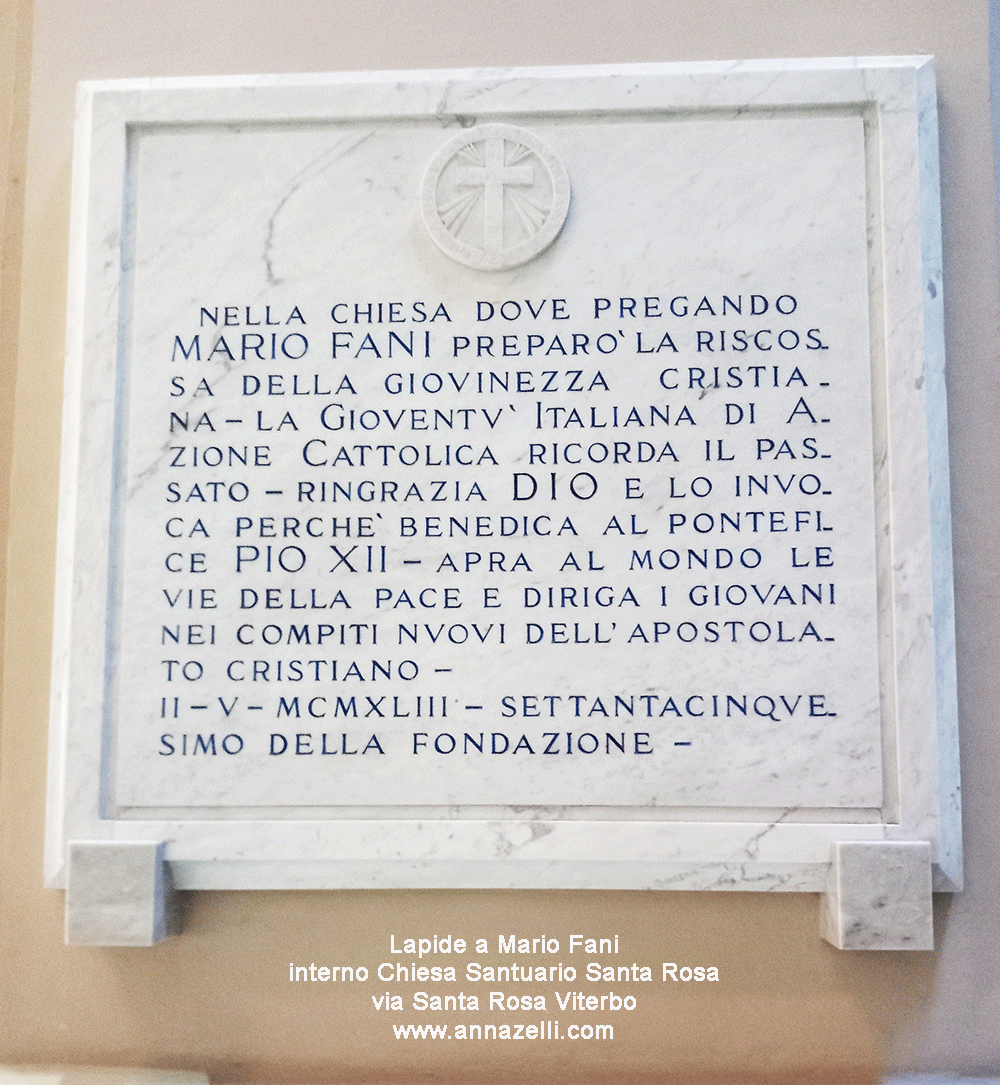 NELLA CHIESA DOVE PREGANDO
MARIO FANI PREPARO` LA RISCOS-
SA DELLA GIOVINEZZA CRISTIA-
NA – LA GIOVENTV` ITALIANA DI A-
ZIONE CATTOLICA RICORDA IL PAS-
SATO – RINGRAZIA DIO E LO INVO-
CA PERCHE` BENEDICA AL PONTEFI-
CE PIO XII – APRA AL MONDO LE
VIE DELLA PACE E DIRIGA I GIOVANI
NEI COMPITI NVOVI DELL'APOSTOLA-
TO CRISTIANO –
II – V – MCMXLIII – SETTANTACINQVE-
SIMO DELLA FONDAZIONE –
Lapide a Mario Fani
interno Chiesa Santuario Santa Rosa
via Santa Rosa Viterbo
www.annazelli.com